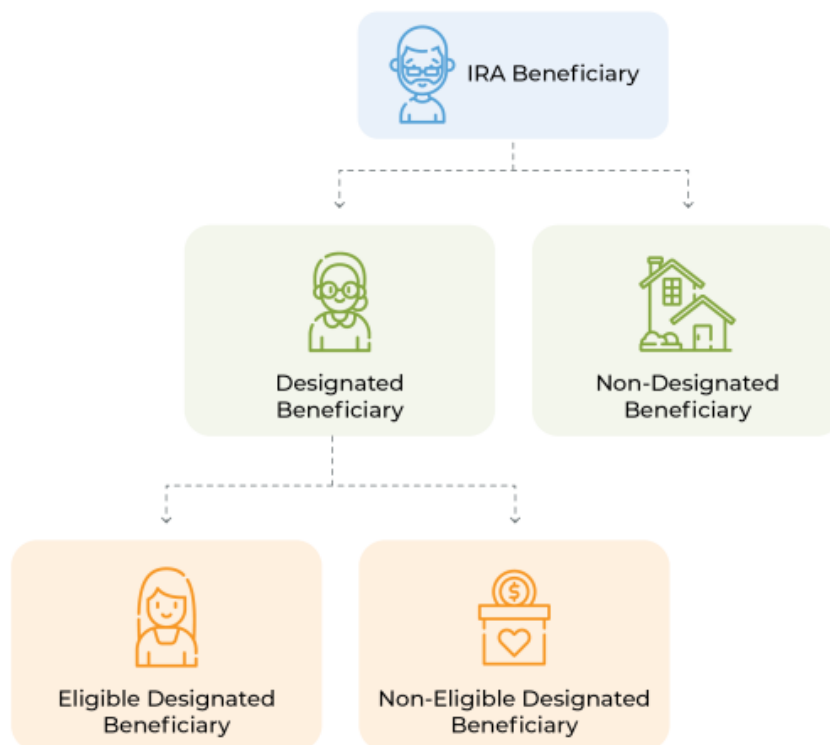 IRA Beneficiary
Designated
Beneficiary
Non-Designated
Beneficiary
$
Eligible Designated
Beneficiary
Non-Eligible Designated
Beneficiary